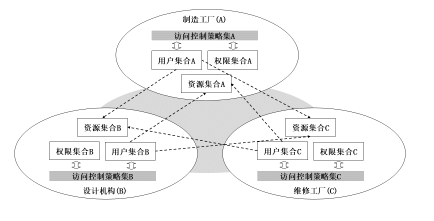 制造工厂(A)
访问控制策略集A
用户集合A 权限集合A
资源集合A
资源集合B 资源集合C
权限集合B 用户集合B 用户集合C 权限集合C
访问控制策略集B 访问控制策略集C
设计机构(B) 维修工厂(C)